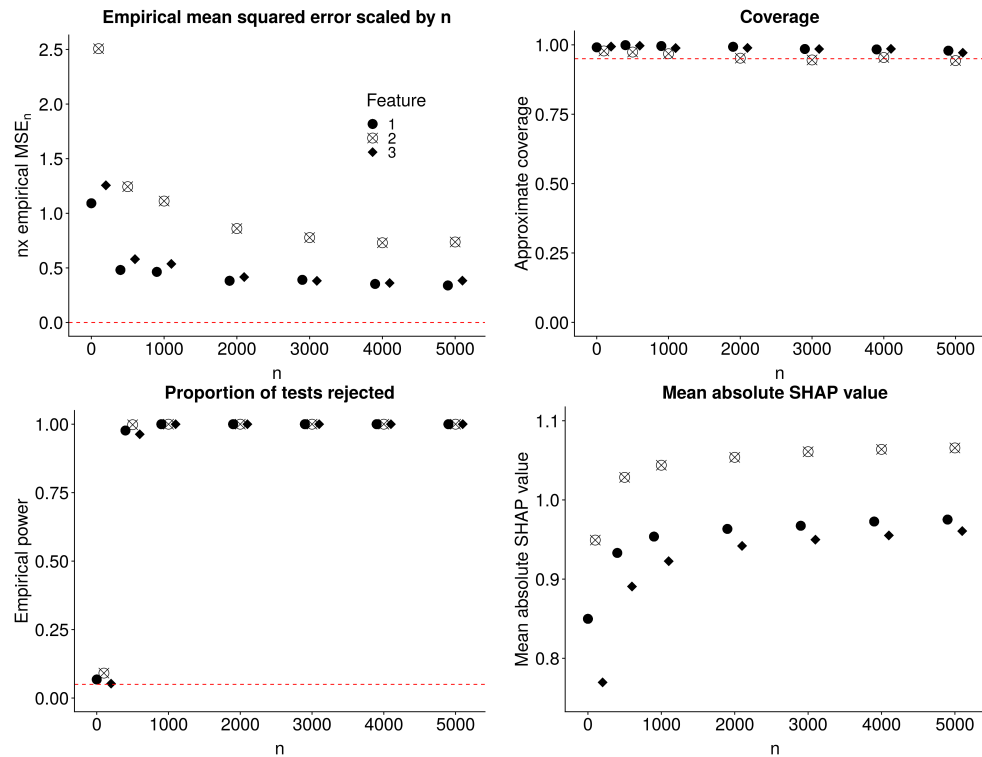 Empirical mean squared error scaled by n
nx empirical MSEn
2.5
2.0
1.5
1.0
0.5
0.0
0 1000 2000 3000 4000 5000
n
Feature
1
2
3
Coverage
Approximate coverage
1.00
0.75
0.50
0.25
0.00
0 1000 2000 3000 4000 5000
n
Proportion of tests rejected
Empirical power
1.00
0.75
0.50
0.25
0.00
0 1000 2000 3000 4000 5000
n
Mean absolute SHAP value
Mean absolute SHAP value
1.1
1.0
0.9
0.8
0 1000 2000 3000 4000 5000
n